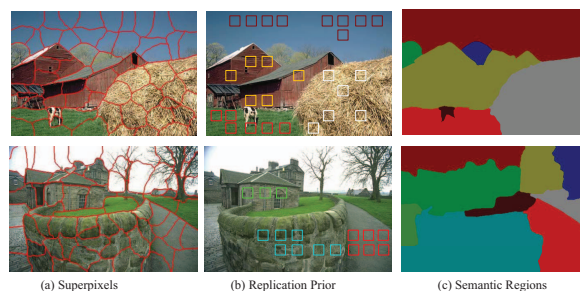 (a) Superpixels
(b) Replication Prior
(c) Semantic Regions